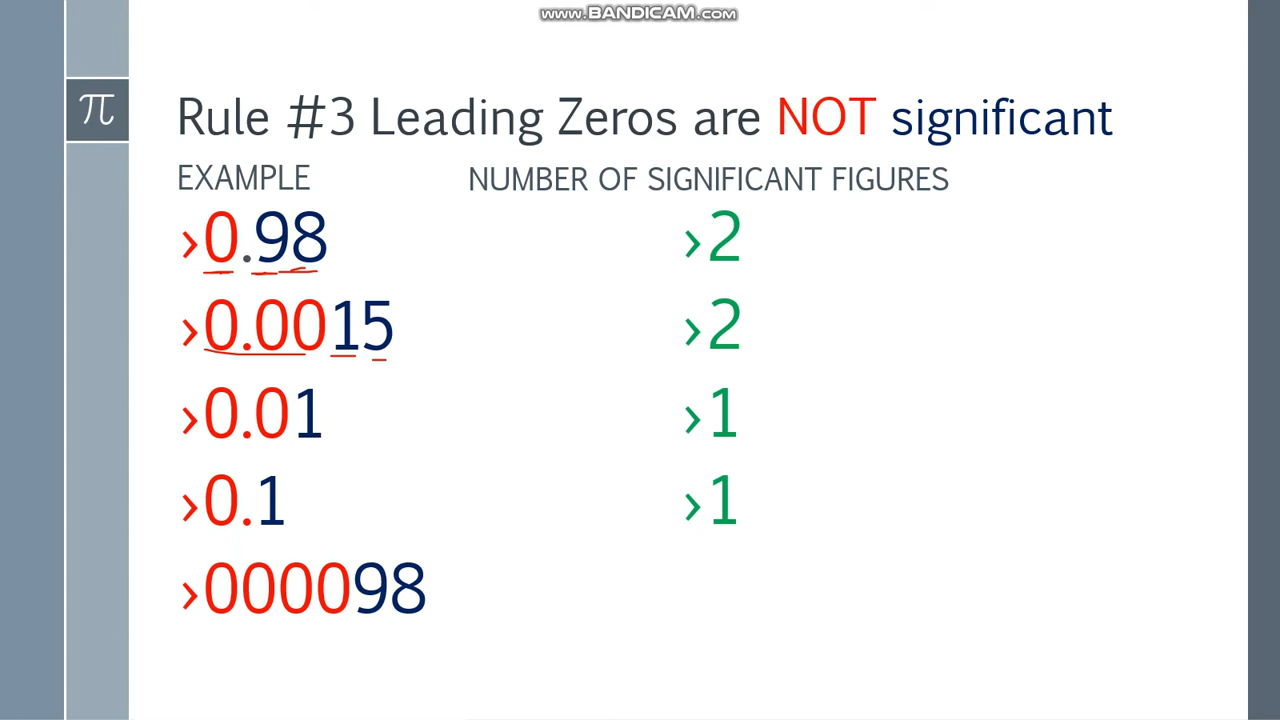 www.BANDICAM.com
π
Rule #3 Leading Zeros are NOT significant
EXAMPLE NUMBER OF SIGNIFICANT FIGURES
›0.98 ›2
›0.0015 ›2
›0.01 ›1
›0.1 ›1
›000098